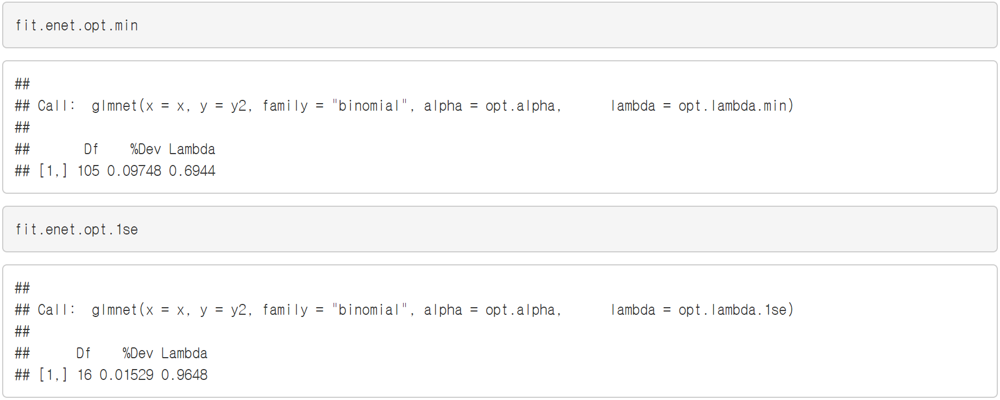 fit.enet.opt.min
##
## Call:  glmnet(x = x, y = y2, family = "binomial", alpha = opt.alpha,      lambda = opt.lambda.min)
##
##       Df    %Dev Lambda
## [1,] 105 0.09748 0.6944
fit.enet.opt.1se
##
## Call:  glmnet(x = x, y = y2, family = "binomial", alpha = opt.alpha,      lambda = opt.lambda.1se)
##
##      Df    %Dev Lambda
## [1,] 16 0.01529 0.9648